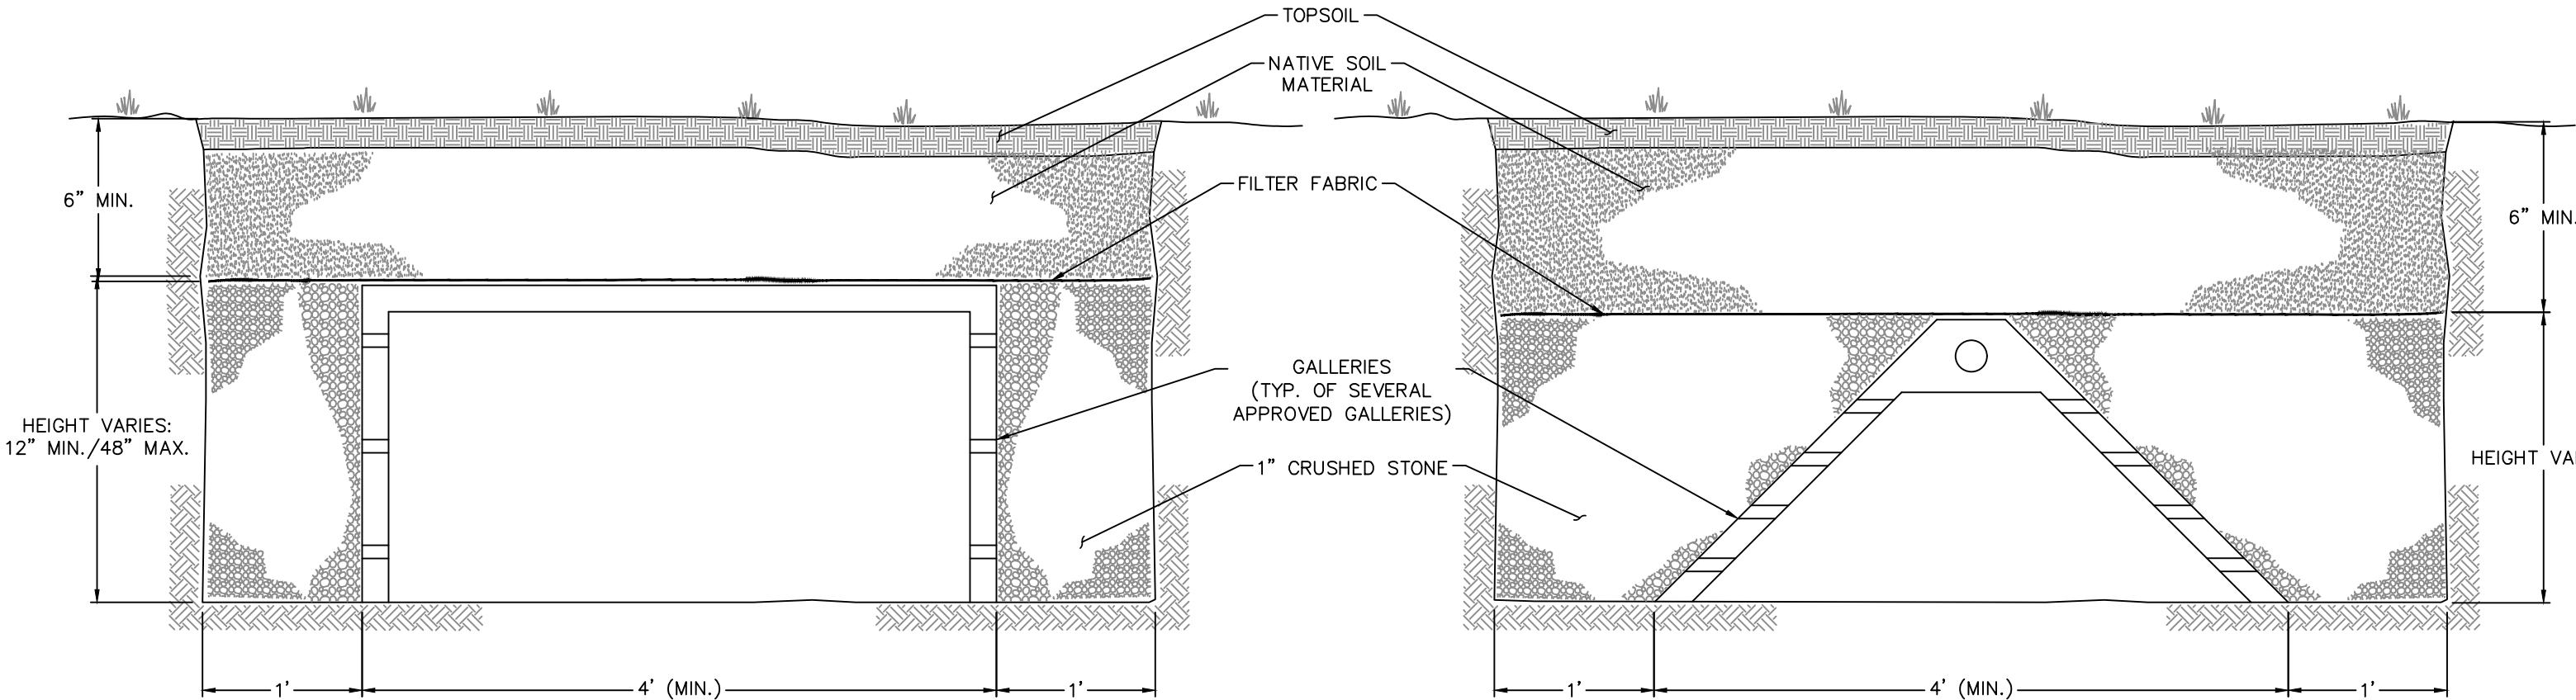 TOPSOIL
NATIVE SOIL
MATERIAL
FILTER FABRIC
6" MIN.
6" MIN.
GALLERIES
(TYP. OF SEVERAL
APPROVED GALLERIES)
HEIGHT VARIES:
12" MIN./48" MAX.
1" CRUSHED STONE
HEIGHT
1'
4' (MIN.)
1'
1'
4' (MIN.)
1'